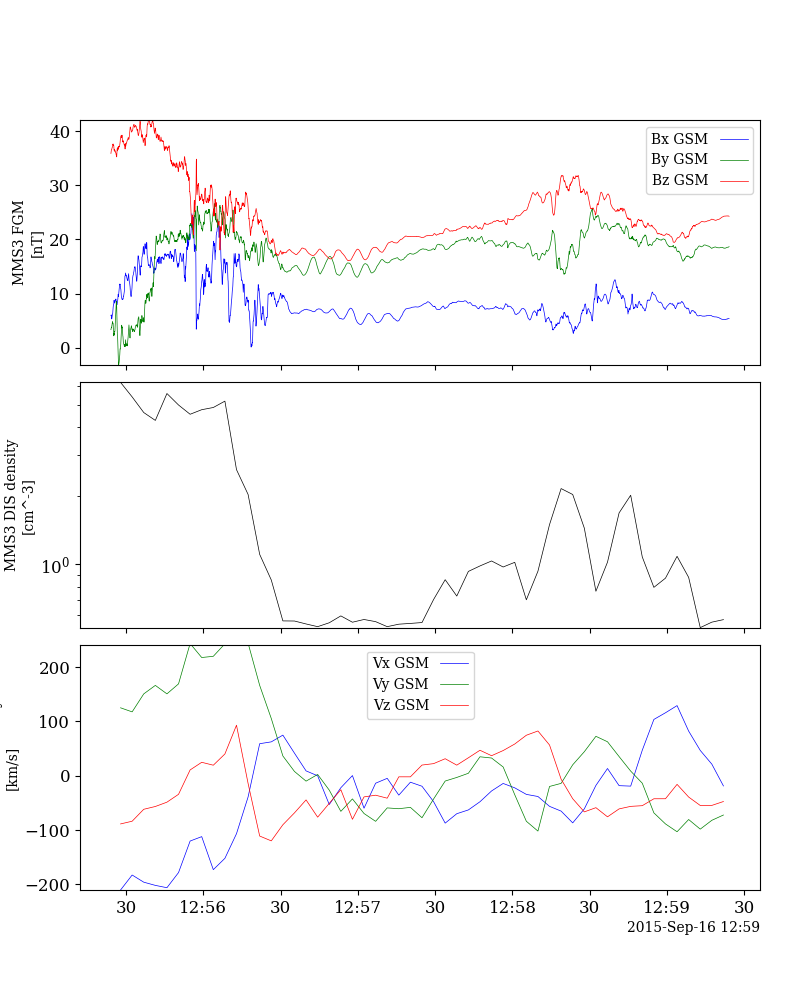 40
30
20
10
0
MMS3 FGM
[nT]
Bx GSM
By GSM
Bz GSM
10^0
MMS3 DIS density
[cm^-3]
200
100
0
−100
−200
[km/s]
Vx GSM
Vy GSM
Vz GSM
30 12:56 30 12:57 30 12:58 30 12:59 30
2015-Sep-16 12:59